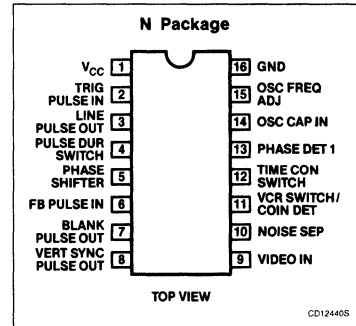 N Package
VCC 1
TRIG
PULSE IN 2
LINE
PULSE OUT 3
PULSE DUR
SWITCH 4
PHASE
SHIFTER 5
FB PULSE IN 6
BLANK
PULSE OUT 7
VERT SYNC
PULSE OUT 8
16 GND
15 OSC FREQ
ADJ
14 OSC CAP IN
13 PHASE DET 1
12 TIME CON
SWITCH
11 VCR SWITCH/
COIN DET
10 NOISE SEP
9 VIDEO IN
TOP VIEW
CD12440S